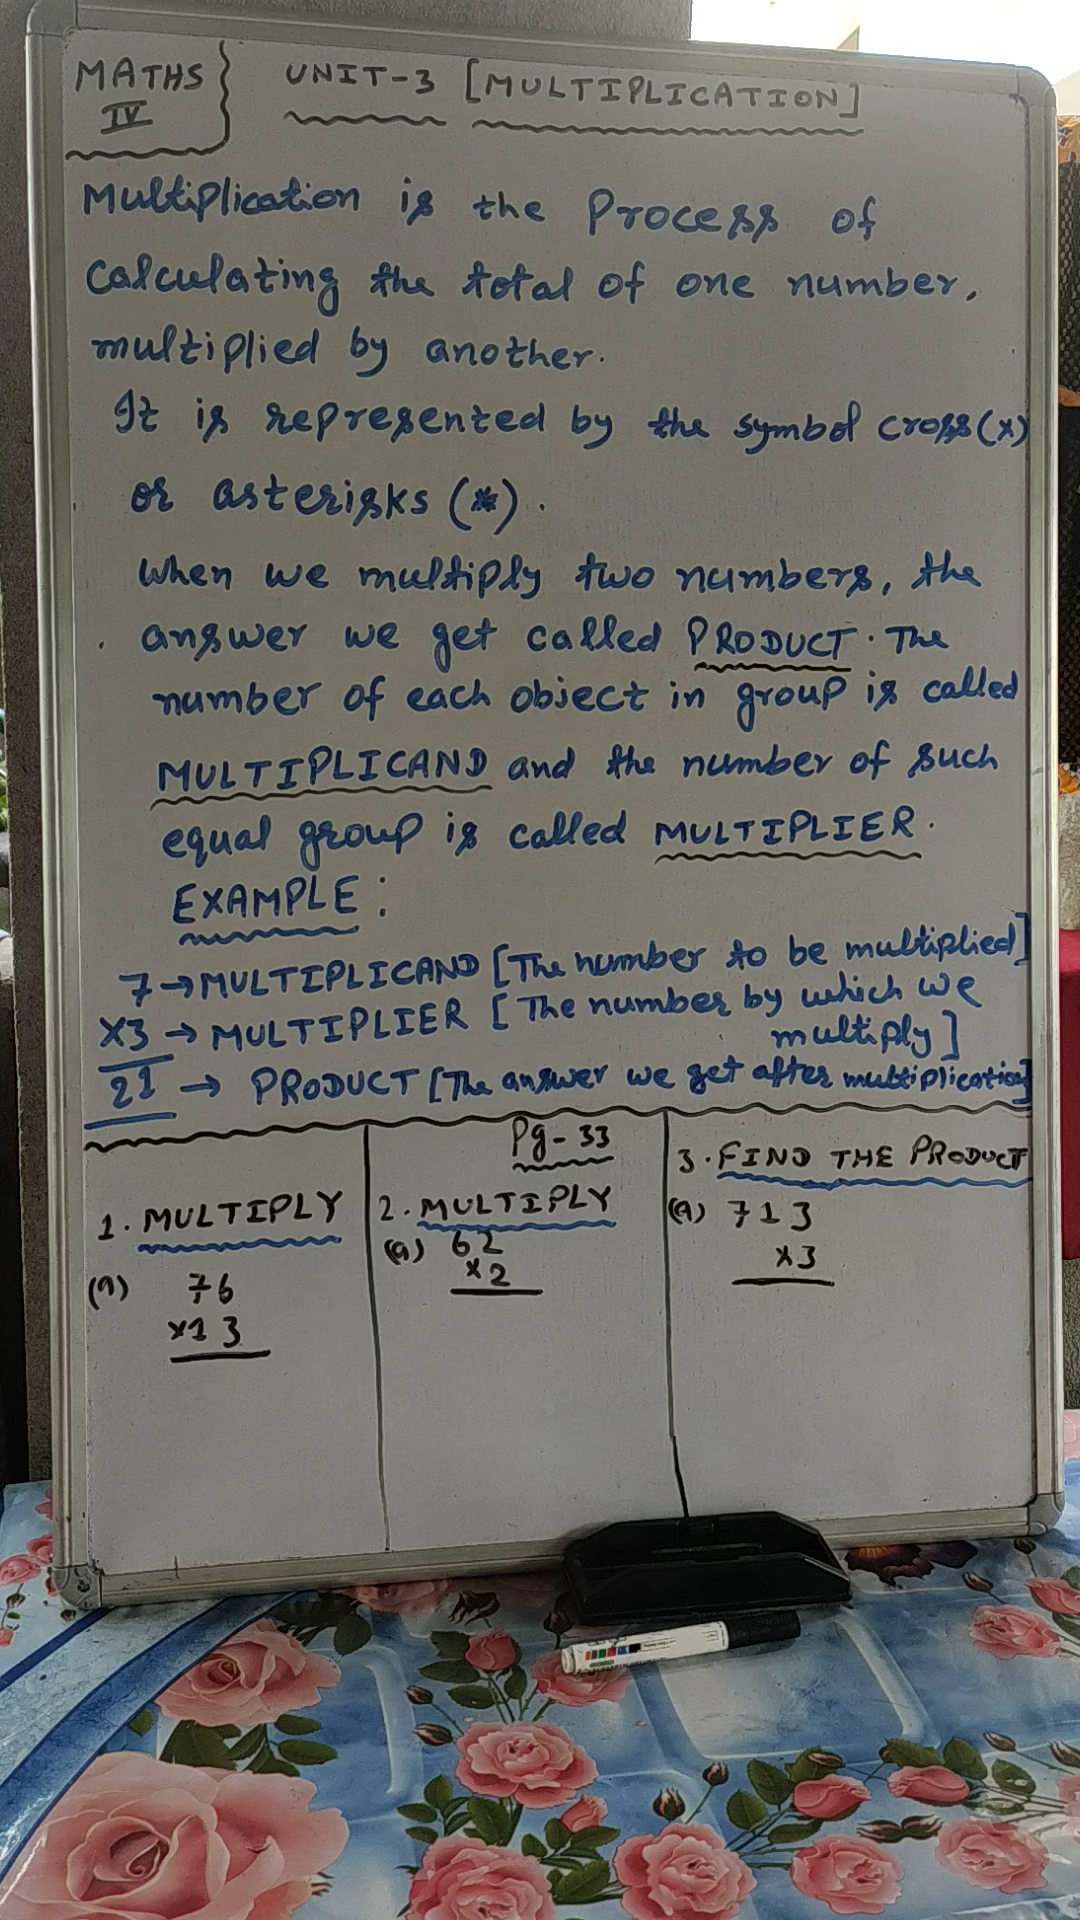 MATHS
IV
UNIT-3 [MULTIPLICATION]
Multiplication is the Process of
Calculating the total of one number,
multiplied by another.
It is represented by the symbol cross(x)
or asterisks (*).
When we multiply two numbers, the
answer we get called PRODUCT. The
number of each object in group is called
MULTIPLICAND and the number of such
equal group is called MULTIPLIER.
EXAMPLE:
7→MULTIPLICAND [The number to be multiplied]
X3→ MULTIPLIER [The number by which we
multiply]
21 → PRODUCT [The answer we get after multiplication]
Pg-33
1. MULTIPLY
(a) 76
x13
2. MULTIPLY
(a) 62
x2
3. FIND THE PRODUCT
(a) 713
x3